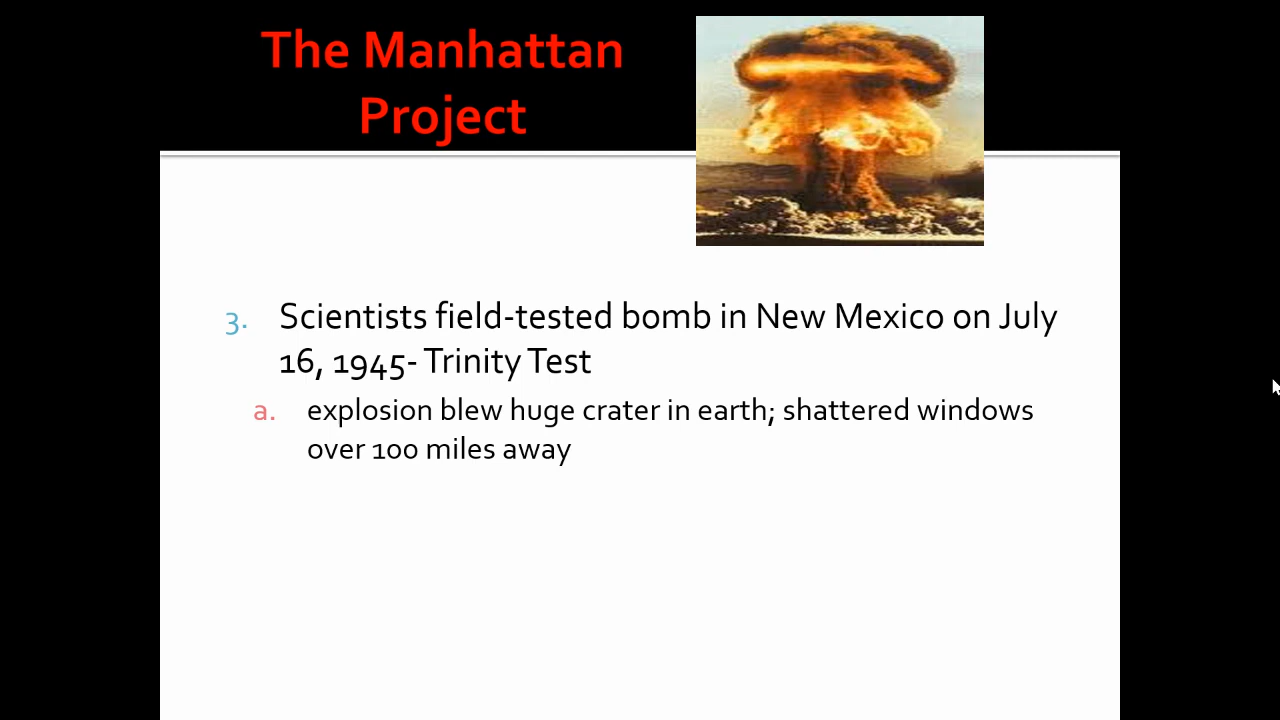 The Manhattan
Project
3. Scientists field-tested bomb in New Mexico on July
16, 1945- Trinity Test
a. explosion blew huge crater in earth; shattered windows
over 100 miles away